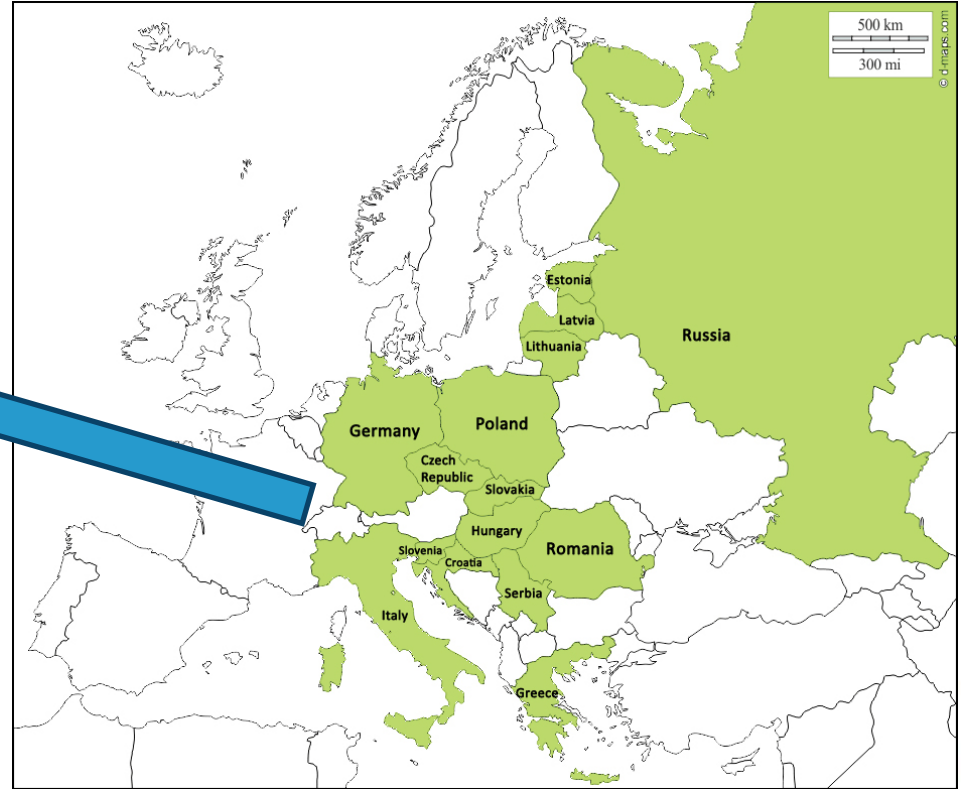 500 km
300 mi
© d-maps.com
Estonia
Latvia
Lithuania
Russia
Germany
Poland
Czech
Republic
Slovakia
Hungary
Romania
Slovenia
Croatia
Serbia
Italy
Greece